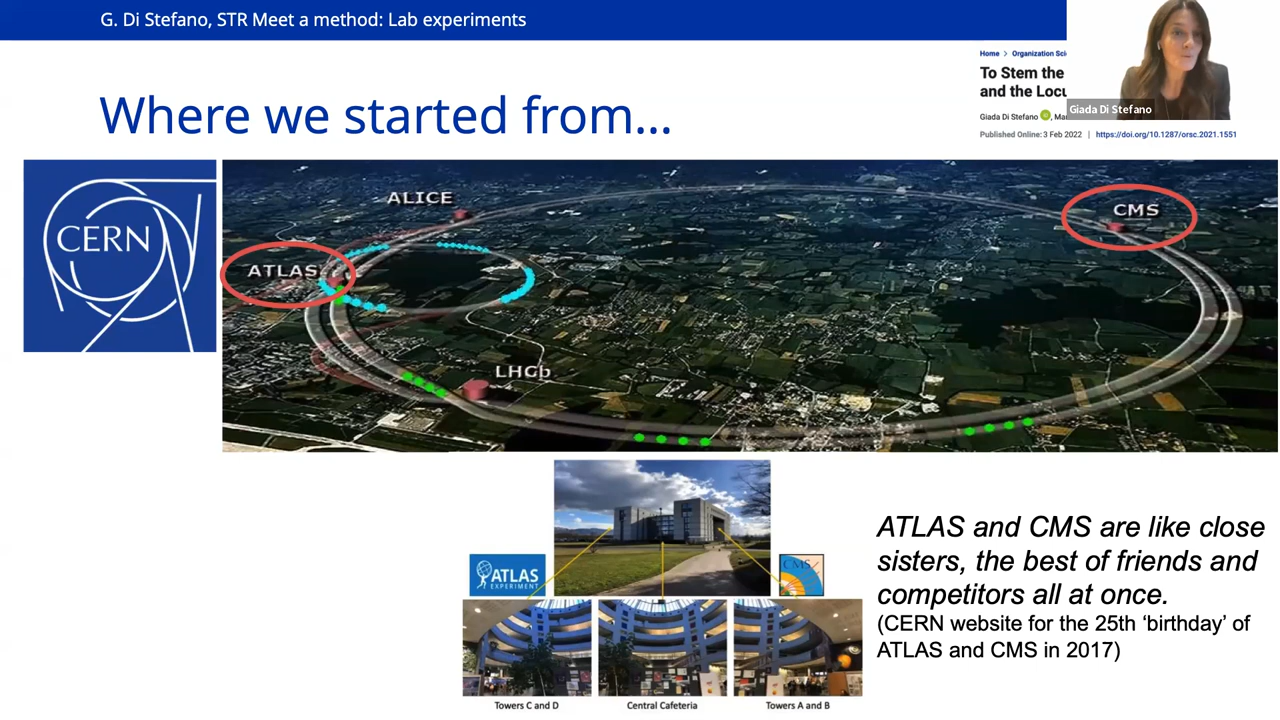 G. Di Stefano, STR Meet a method: Lab experiments
Home > Organization Sci
To Stem the
and the Locu
Giada Di Stefano
Giada Di Stefano , Ma
Published Online: 3 Feb 2022 | https://doi.org/10.1287/orsc.2021.1551
Where we started from...
CERN
ALICE
CMS
ATLAS
LHCb
ATLAS
EXPERIMENT
CMS
Towers C and D
Central Cafeteria
Towers A and B
ATLAS and CMS are like close
sisters, the best of friends and
competitors all at once.
(CERN website for the 25th ‘birthday’ of
ATLAS and CMS in 2017)